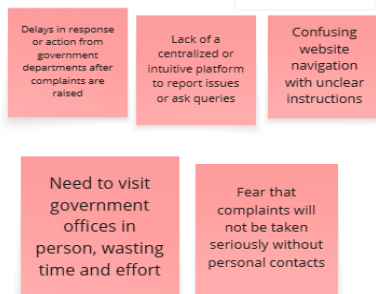 Delays in response
or action from
government
departments after
complaints are
raised
Lack of a
centralized or
intuitive platform
to report issues
or ask queries
Confusing
website
navigation
with unclear
instructions
Need to visit
government
offices in
person, wasting
time and effort
Fear that
complaints will
not be taken
seriously without
personal contacts